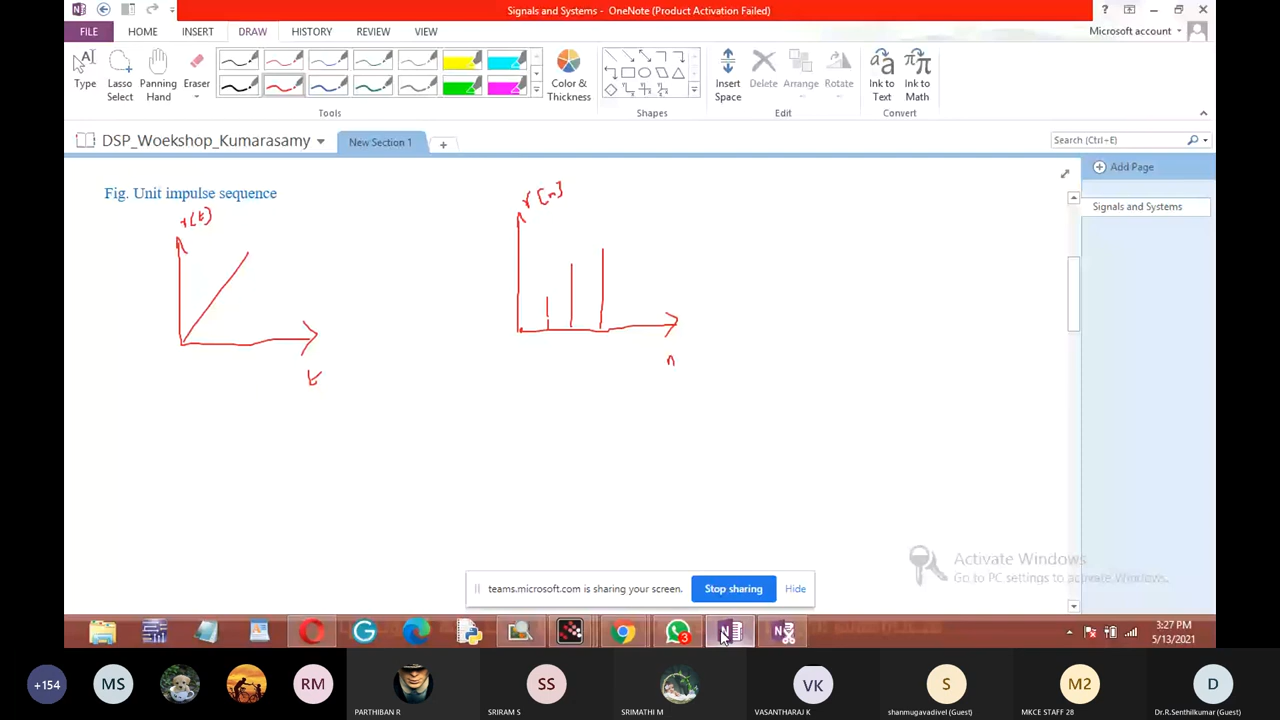 Signals and Systems - OneNote (Product Activation Failed)
FILE HOME INSERT DRAW HISTORY REVIEW VIEW
Microsoft account
Type
Lasso Select
Panning Hand
Eraser
Color & Thickness
Insert Space
Delete
Arrange
Rotate
Ink to Text
Ink to Math
Tools
Shapes
Edit
Convert
DSP_Woekshop_Kumarasamy
New Section 1
Search (Ctrl+E)
Add Page
Signals and Systems
Fig. Unit impulse sequence
r(t)
r[n]
t
n
Activate Windows
Go to PC settings to activate Windows.
teams.microsoft.com is sharing your screen.
Stop sharing
Hide
3
3:27 PM
5/13/2021
+154
MS
RM
SS
VK
S
M2
D
PARTHIBAN R
SRIRAM S
SRIMATHI M
VASANTHARAJ K
shanmugavadivel (Guest)
MKCE STAFF 28
Dr.R.Senthilkumar (Guest)